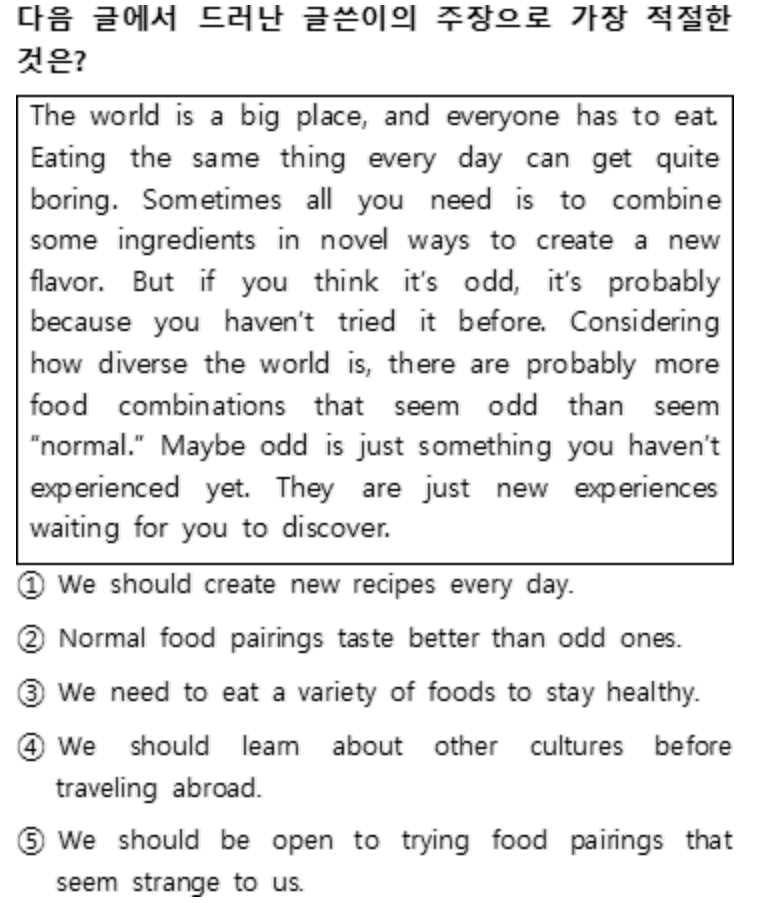 다음 글에서 드러난 글쓴이의 주장으로 가장 적절한
것은?
The world is a big place, and everyone has to eat.
Eating the same thing every day can get quite
boring. Sometimes all you need is to combine
some ingredients in novel ways to create a new
flavor. But if you think it's odd, it's probably
because you haven't tried it before. Considering
how diverse the world is, there are probably more
food combinations that seem odd than seem
“normal.” Maybe odd is just something you haven't
experienced yet. They are just new experiences
waiting for you to discover.
① We should create new recipes every day.
② Normal food pairings taste better than odd ones.
③ We need to eat a variety of foods to stay healthy.
④ We should learn about other cultures before
traveling abroad.
⑤ We should be open to trying food pairings that
seem strange to us.